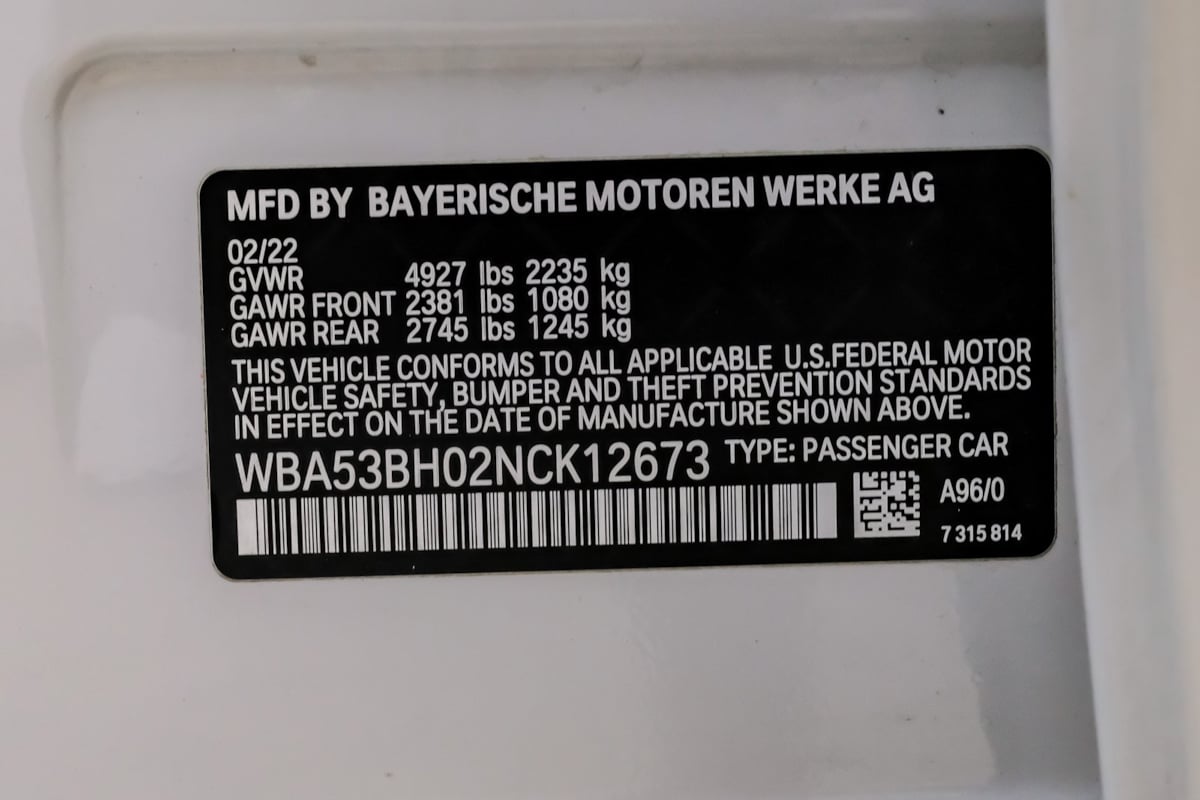 MFD BY BAYERISCHE MOTOREN WERKE AG
02/22
GVWR 4927 lbs 2235 kg
GAWR FRONT 2381 lbs 1080 kg
GAWR REAR 2745 lbs 1245 kg
THIS VEHICLE CONFORMS TO ALL APPLICABLE U.S.FEDERAL MOTOR
VEHICLE SAFETY, BUMPER AND THEFT PREVENTION STANDARDS
IN EFFECT ON THE DATE OF MANUFACTURE SHOWN ABOVE.
WBA53BH02NCK12673 TYPE: PASSENGER CAR
A96/0
7 315 814